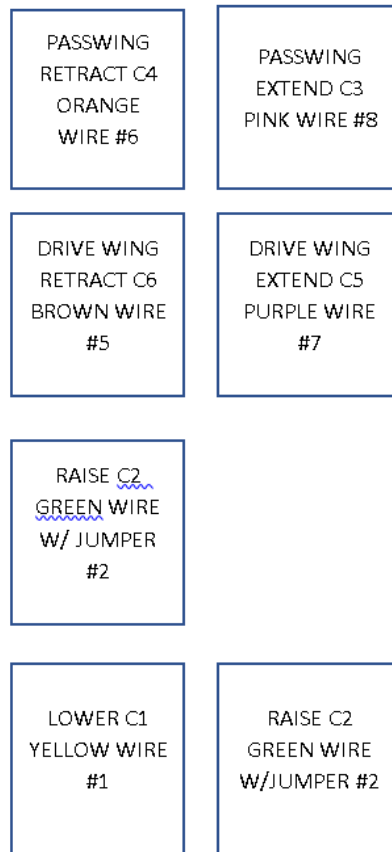 PASSWING
RETRACT C4
ORANGE
WIRE #6
PASSWING
EXTEND C3
PINK WIRE #8
DRIVE WING
RETRACT C6
BROWN WIRE
#5
DRIVE WING
EXTEND C5
PURPLE WIRE
#7
RAISE C2
GREEN WIRE
W/ JUMPER
#2
LOWER C1
YELLOW WIRE
#1
RAISE C2
GREEN WIRE
W/JUMPER #2